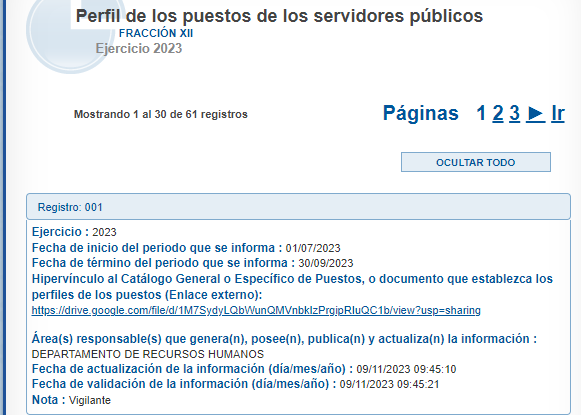 Perfil de los puestos de los servidores públicos
FRACCIÓN XII
Ejercicio 2023
Mostrando 1 al 30 de 61 registros
Páginas 1 2 3 ► Ir
OCULTAR TODO
Registro: 001
Ejercicio : 2023
Fecha de inicio del periodo que se informa : 01/07/2023
Fecha de término del periodo que se informa : 30/09/2023
Hipervínculo al Catálogo General o Específico de Puestos, o documento que establezca los
perfiles de los puestos (Enlace externo):
https://drive.google.com/file/d/1M7SydyLQbWunQMVnbkIzPrgipRIuQC1b/view?usp=sharing
Área(s) responsable(s) que genera(n), posee(n), publica(n) y actualiza(n) la información :
DEPARTAMENTO DE RECURSOS HUMANOS
Fecha de actualización de la información (día/mes/año) : 09/11/2023 09:45:10
Fecha de validación de la información (día/mes/año) : 09/11/2023 09:45:21
Nota : Vigilante